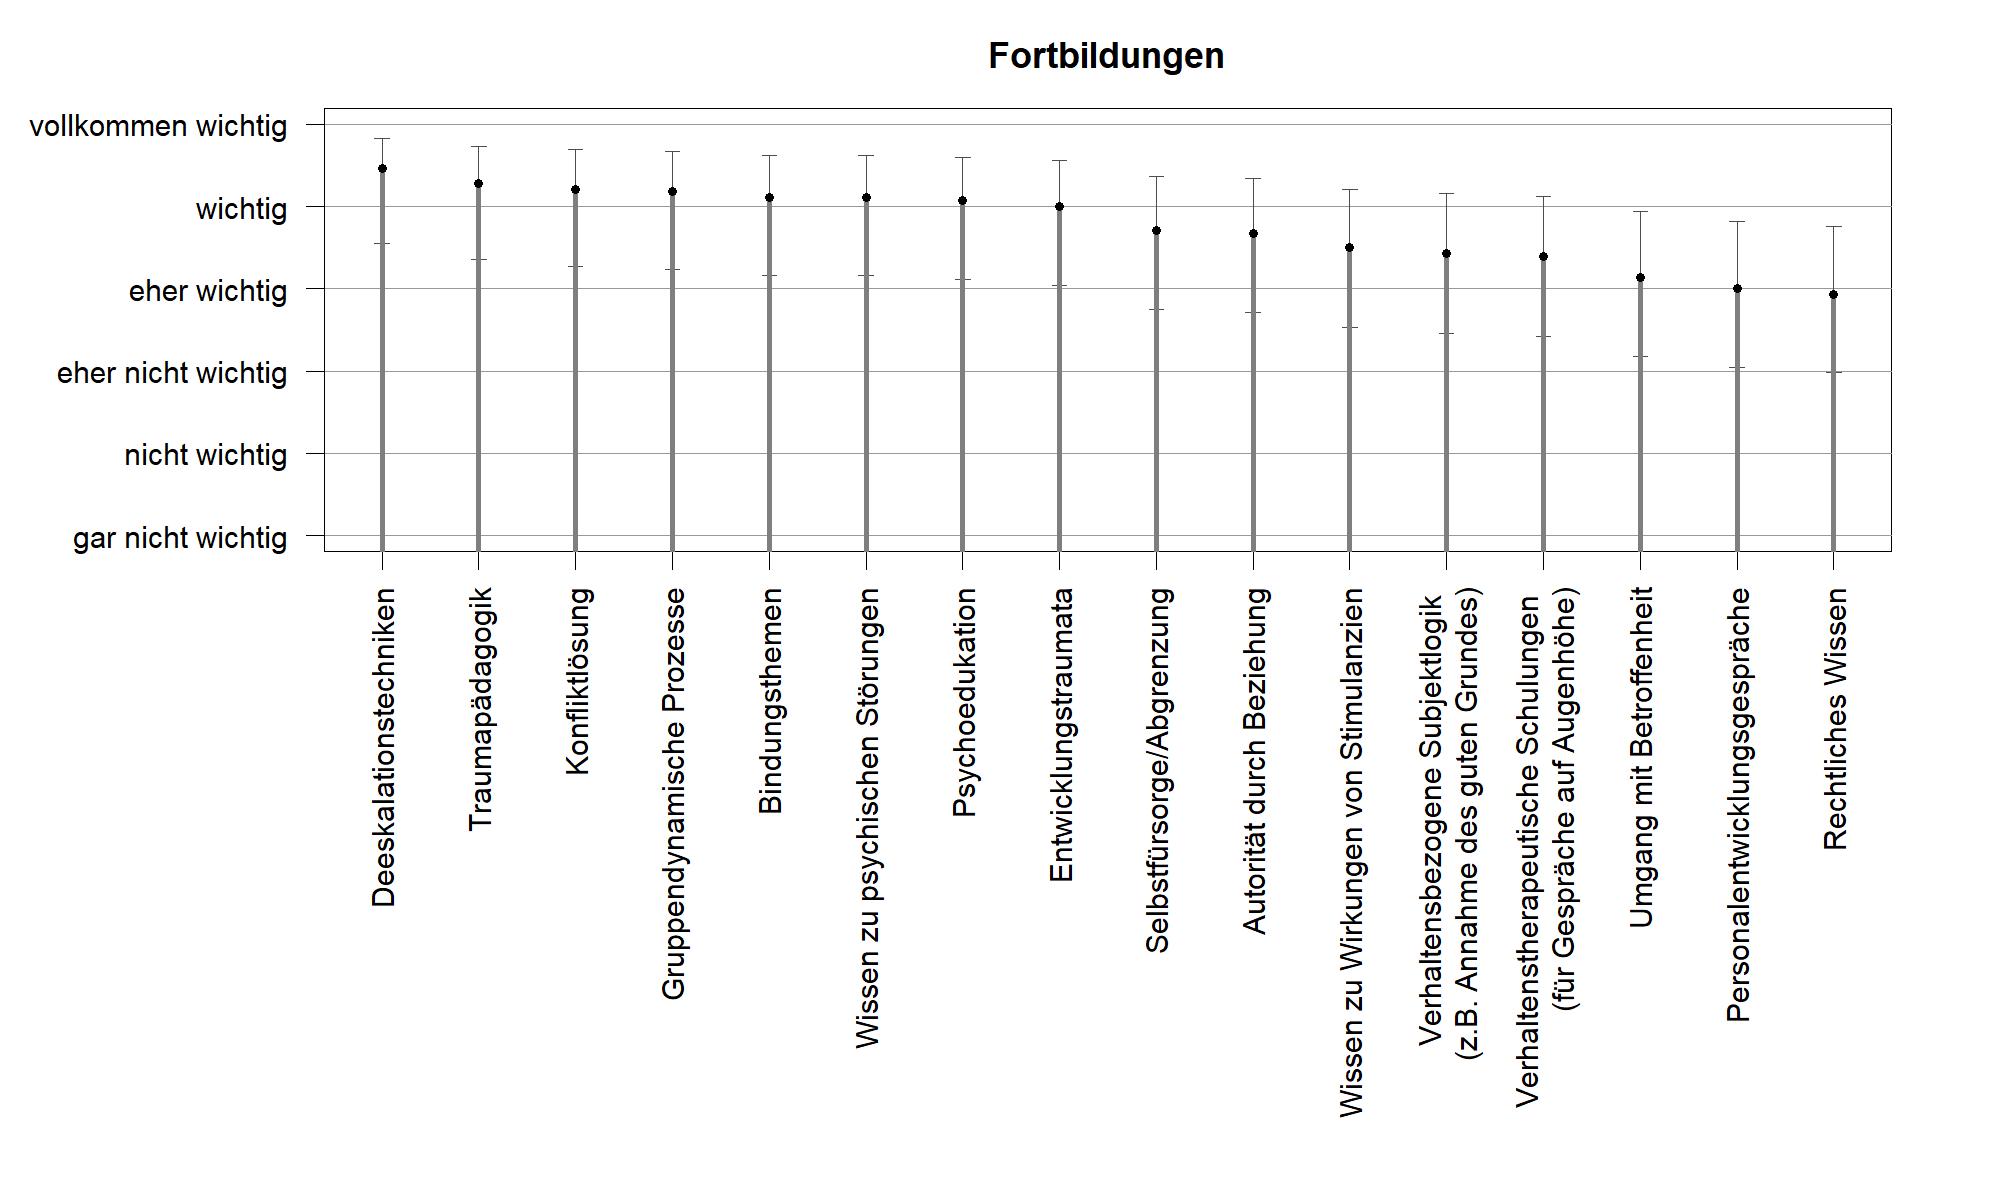 Fortbildungen
vollkommen wichtig
wichtig
eher wichtig
eher nicht wichtig
nicht wichtig
gar nicht wichtig
Deeskalationstechniken
Traumapädagogik
Konfliktlösung
Gruppendynamische Prozesse
Bindungsthemen
Wissen zu psychischen Störungen
Psychoedukation
Entwicklungstraumata
Selbstfürsorge/Abgrenzung
Autorität durch Beziehung
Wissen zu Wirkungen von Stimulanzien
Verhaltensbezogene Subjektlogik
(z.B. Annahme des guten Grundes)
Verhaltenstherapeutische Schulungen
(für Gespräche auf Augenhöhe)
Umgang mit Betroffenheit
Personalentwicklungsgespräche
Rechtliches Wissen